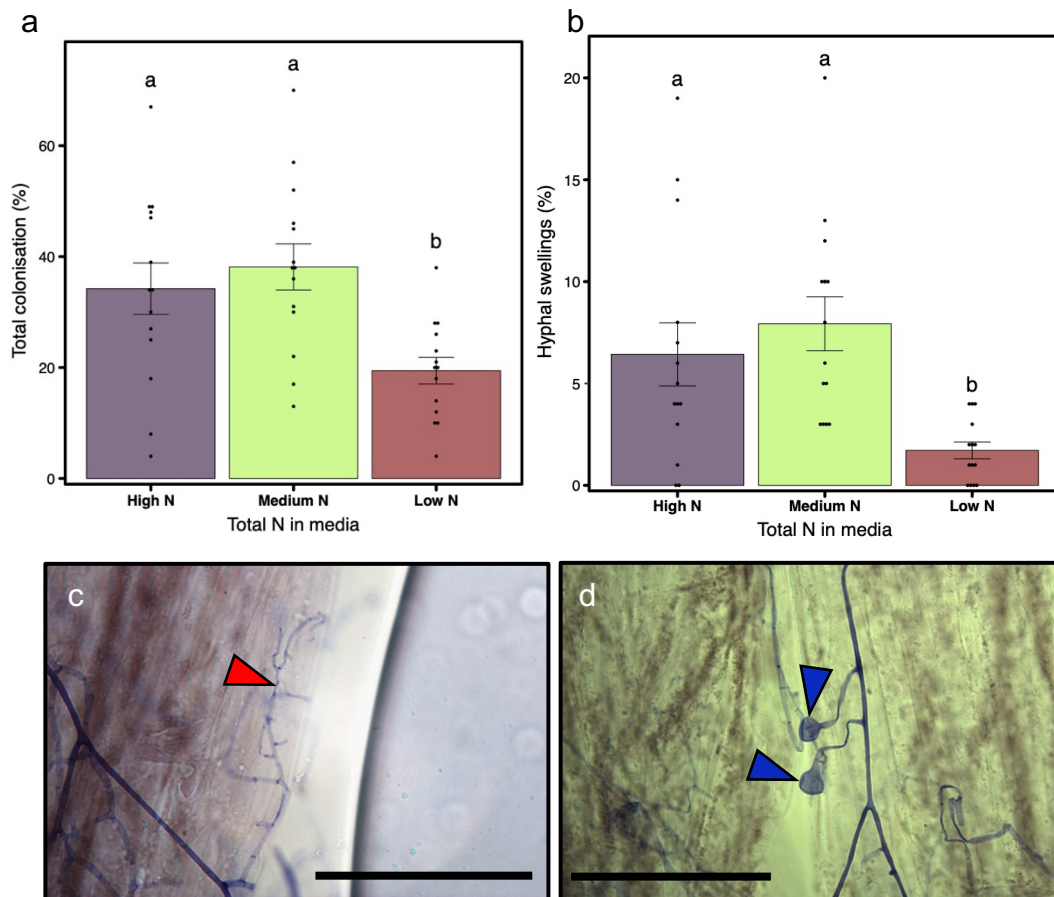 a
Total colonisation (%)
60
40
20
0
a
a
b
High N
Medium N
Low N
Total N in media
b
Hyphal swellings (%)
20
15
10
5
0
a
a
b
High N
Medium N
Low N
Total N in media
c
d